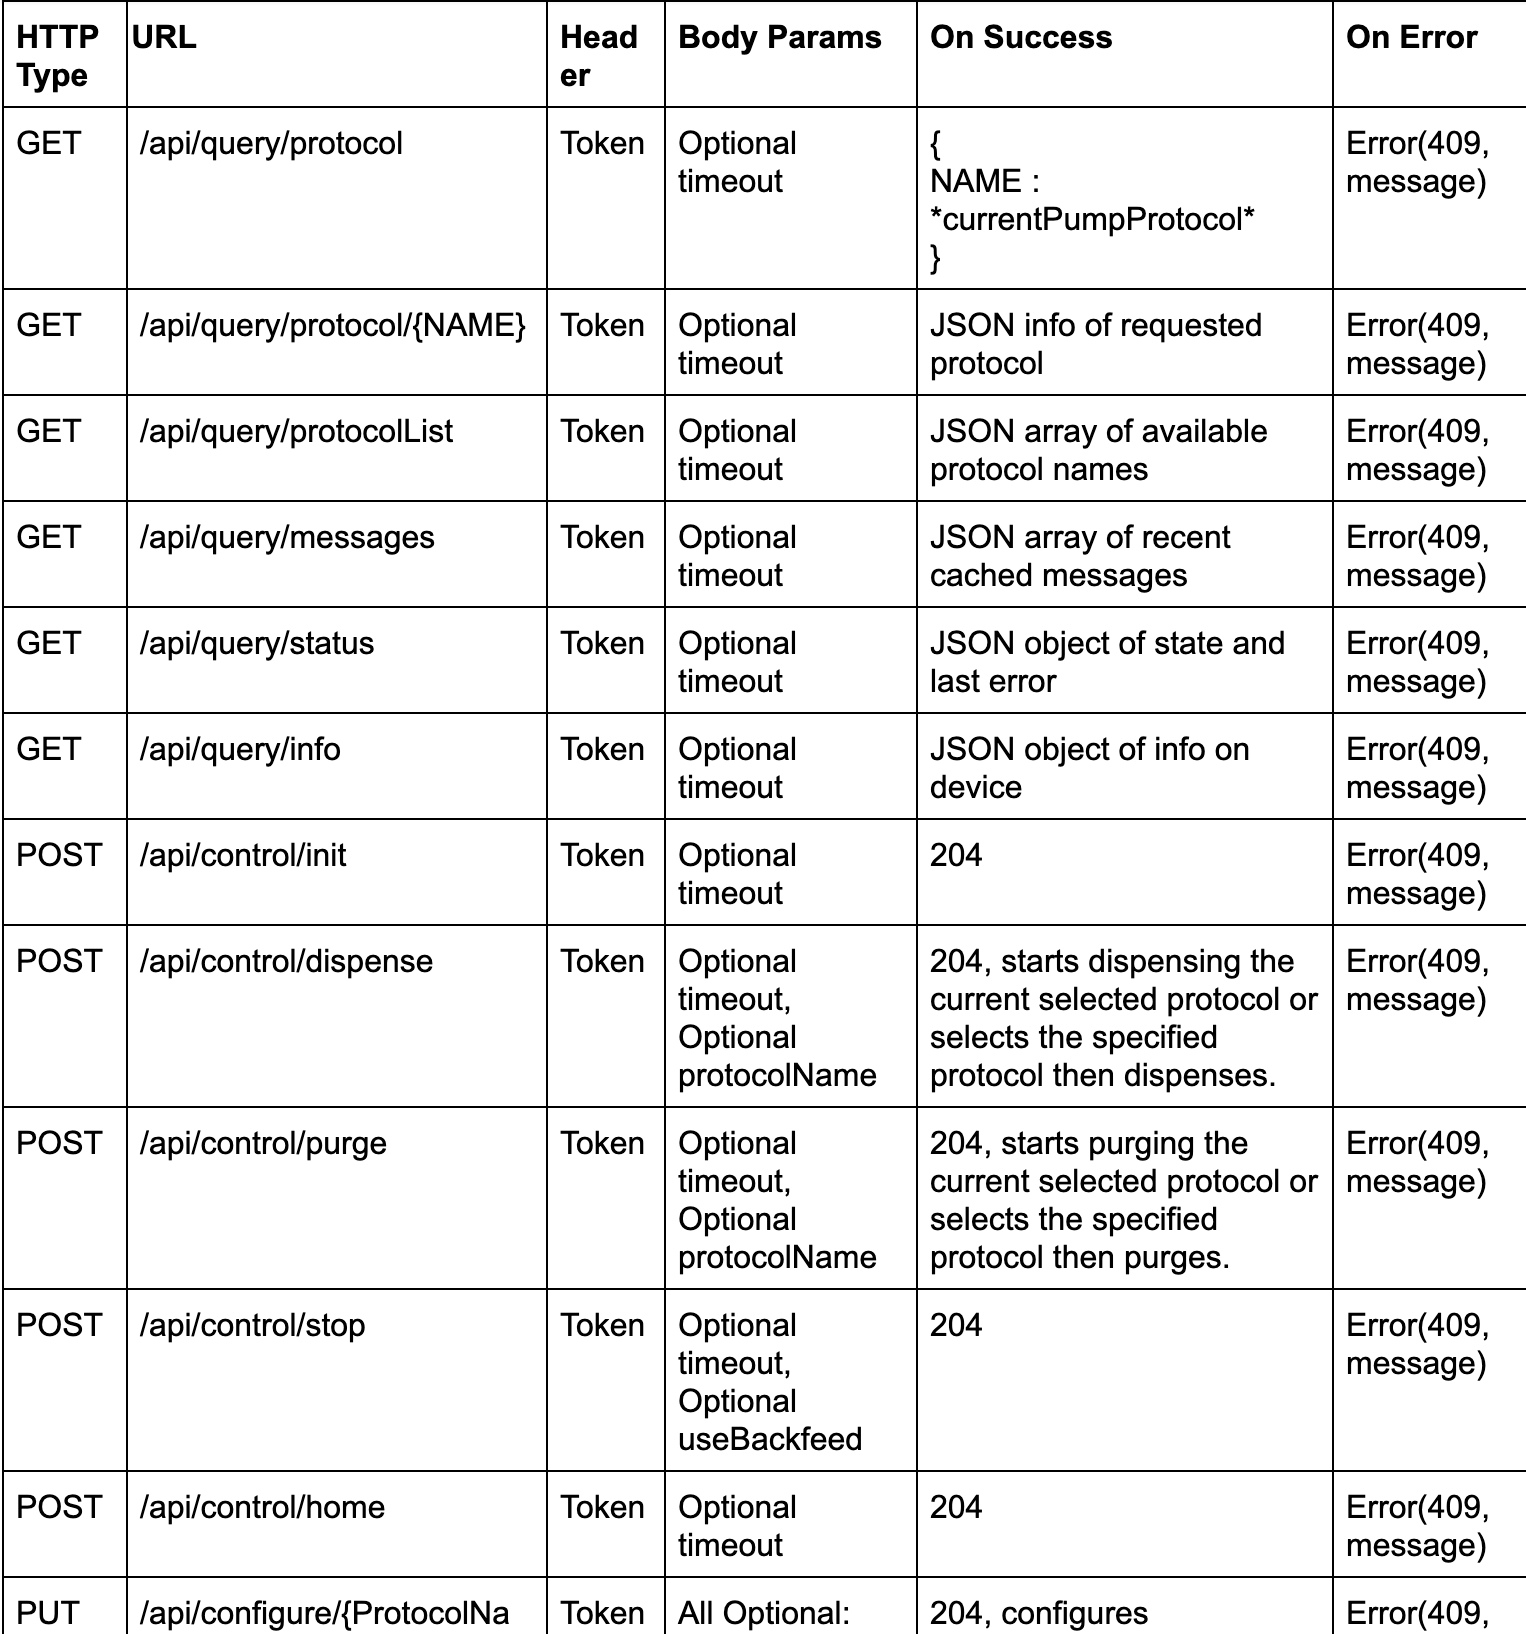 HTTP Type | URL | Header | Body Params | On Success | On Error
GET | /api/query/protocol | Token | Optional timeout | { NAME : *currentPumpProtocol* } | Error(409, message)
GET | /api/query/protocol/{NAME} | Token | Optional timeout | JSON info of requested protocol | Error(409, message)
GET | /api/query/protocolList | Token | Optional timeout | JSON array of available protocol names | Error(409, message)
GET | /api/query/messages | Token | Optional timeout | JSON array of recent cached messages | Error(409, message)
GET | /api/query/status | Token | Optional timeout | JSON object of state and last error | Error(409, message)
GET | /api/query/info | Token | Optional timeout | JSON object of info on device | Error(409, message)
POST | /api/control/init | Token | Optional timeout | 204 | Error(409, message)
POST | /api/control/dispense | Token | Optional timeout, Optional protocolName | 204, starts dispensing the current selected protocol or selects the specified protocol then dispenses. | Error(409, message)
POST | /api/control/purge | Token | Optional timeout, Optional protocolName | 204, starts purging the current selected protocol or selects the specified protocol then purges. | Error(409, message)
POST | /api/control/stop | Token | Optional timeout, Optional useBackfeed | 204 | Error(409, message)
POST | /api/control/home | Token | Optional timeout | 204 | Error(409, message)
PUT | /api/configure/{ProtocolNa | Token | All Optional: | 204, configures | Error(409,